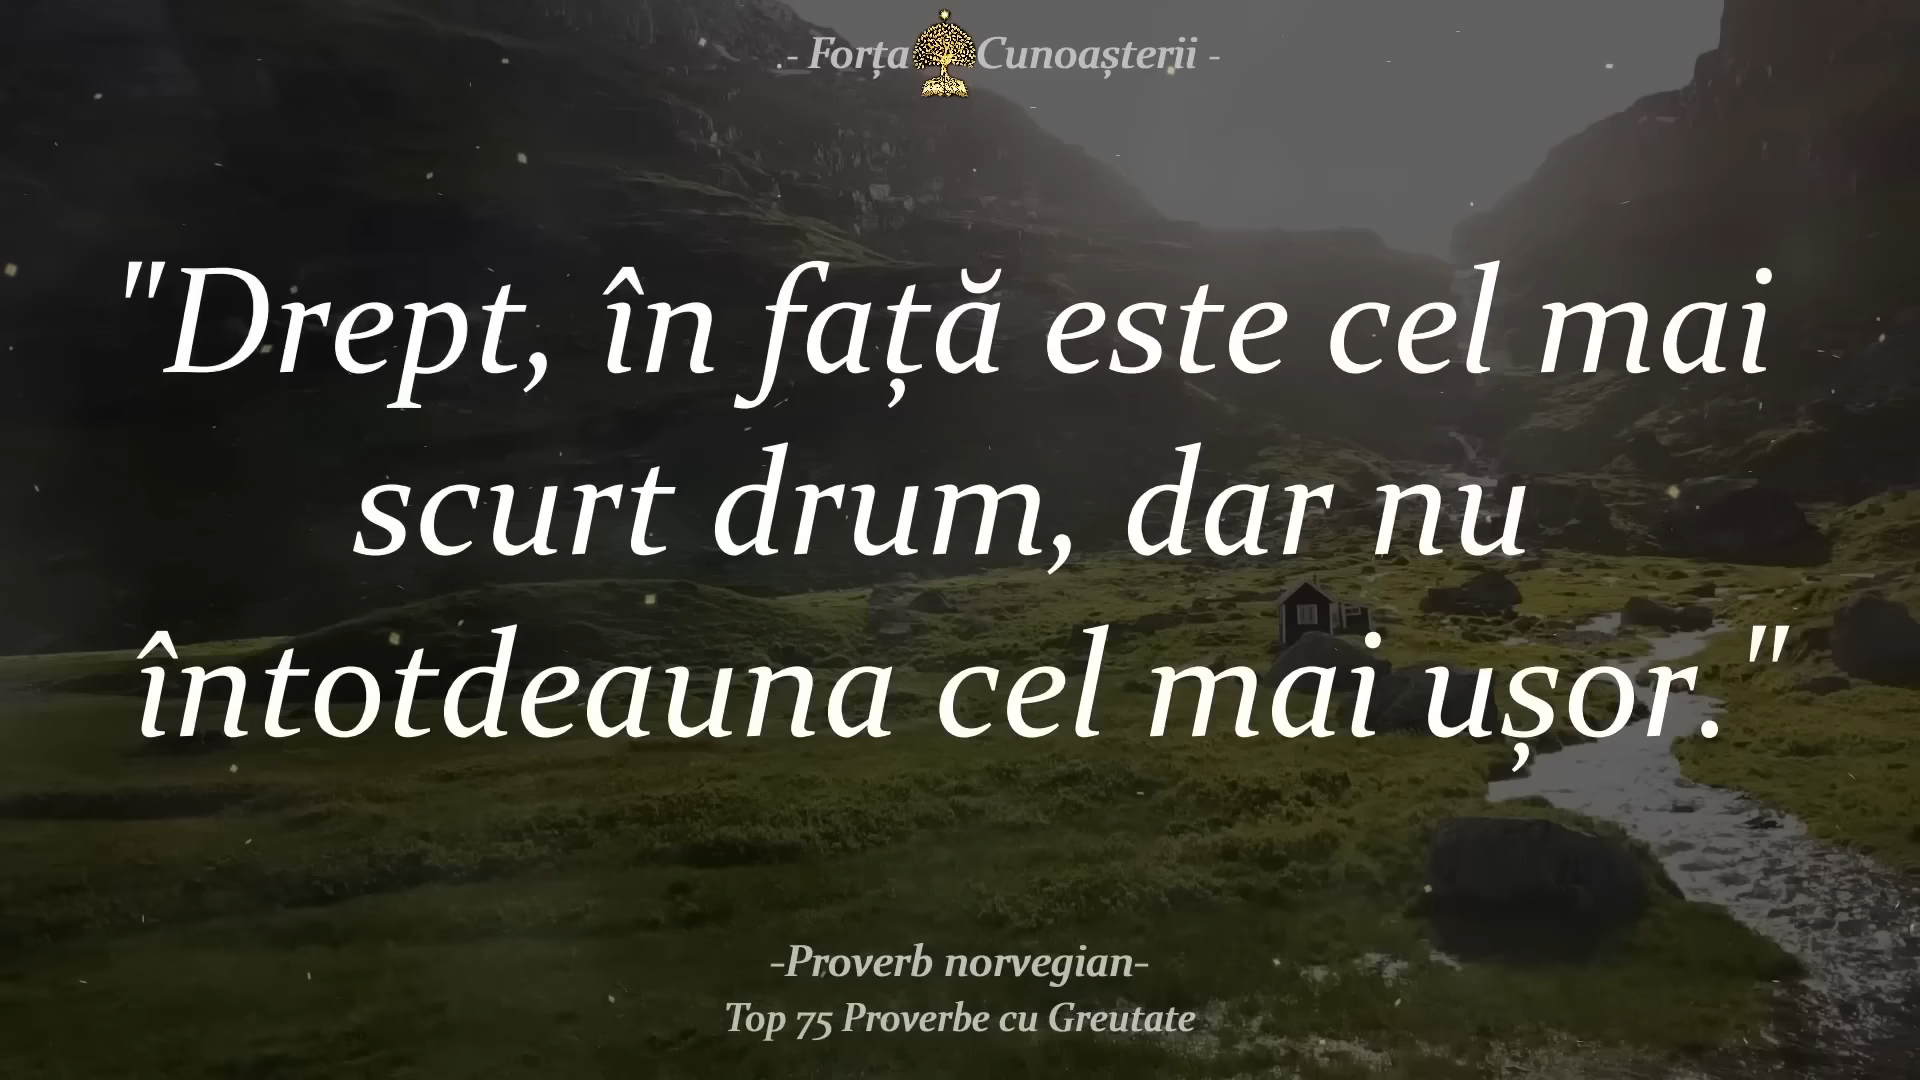 - Forța Cunoașterii -
"Drept, în față este cel mai
scurt drum, dar nu
întotdeauna cel mai ușor."
-Proverb norvegian-
Top 75 Proverbe cu Greutate